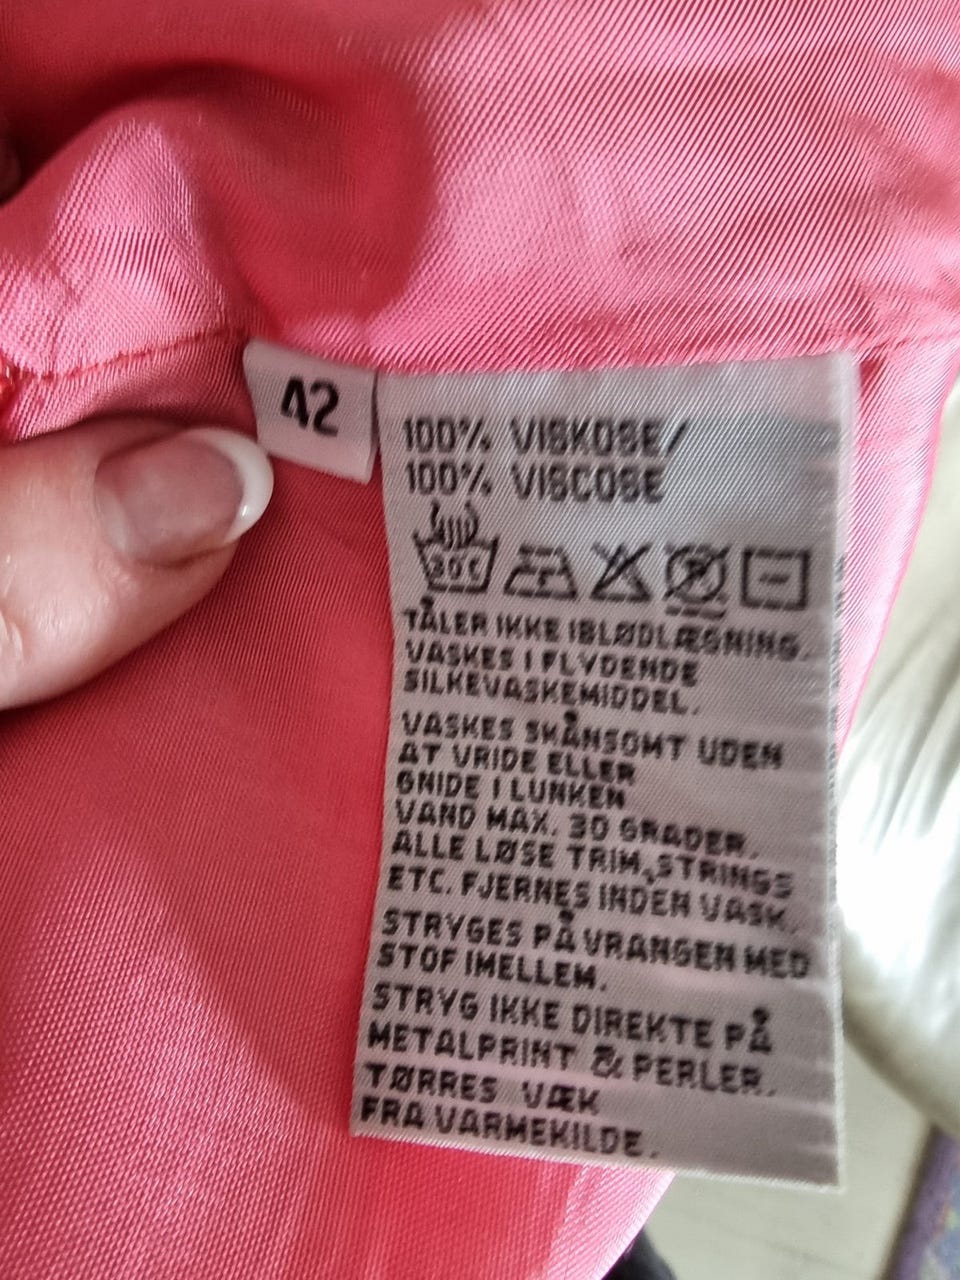 42
100% VISKOSE/
100% VISCOSE
30C
TÅLER IKKE IBLØDLÆGNING.
VASKES I FLYDENDE
SILKEVASKEMIDDEL.
VASKES SKÅNSOMT UDEN
AT VRIDE ELLER
GNIDE I LUNKEN
VAND MAX. 30 GRADER.
ALLE LØSE TRIM,STRINGS
ETC. FJERNES INDEN VASK.
STRYGES PÅ VRANGEN MED
STOF IMELLEM.
STRYG IKKE DIREKTE PÅ
METALPRINT & PERLER.
TØRRES VÆK
FRA VARMEKILDE.